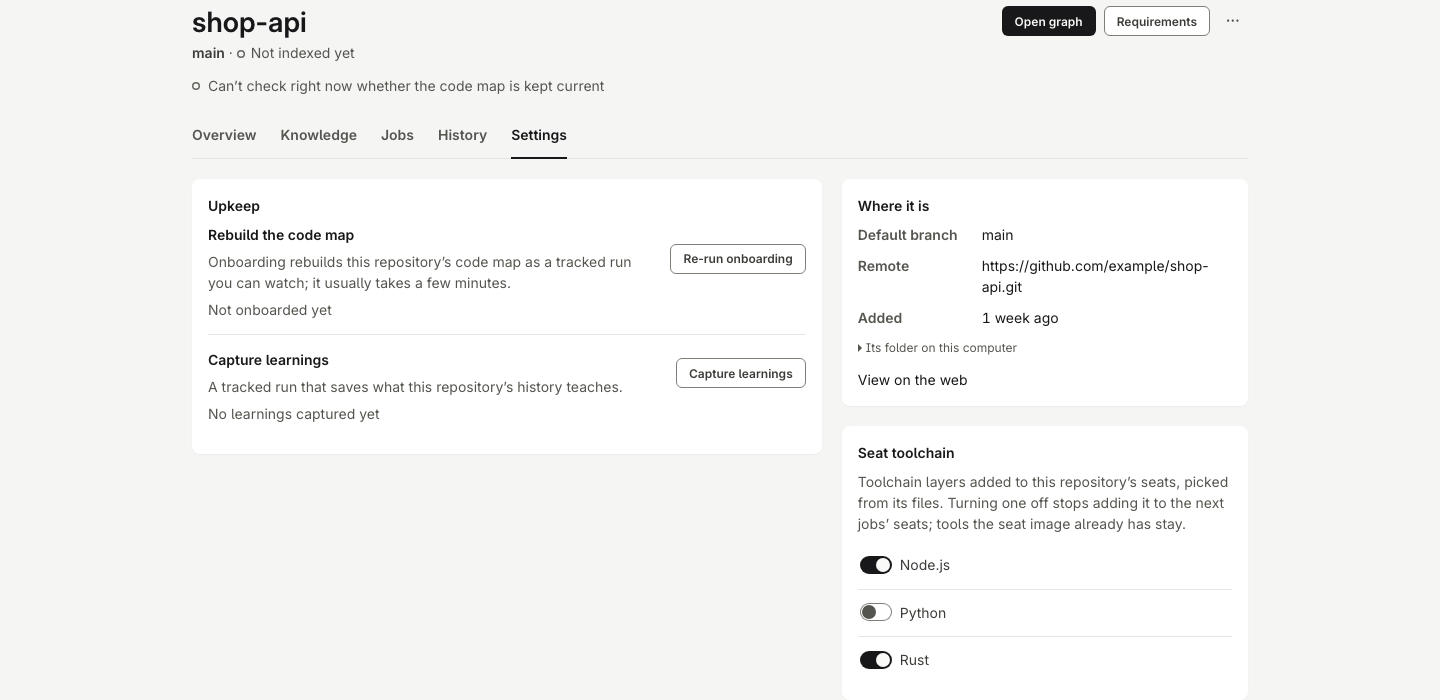 shop-api
Open graph
Requirements
···
main · Not indexed yet
Can’t check right now whether the code map is kept current
Overview
Knowledge
Jobs
History
Settings
Upkeep
Rebuild the code map
Onboarding rebuilds this repository’s code map as a tracked run
you can watch; it usually takes a few minutes.
Not onboarded yet
Re-run onboarding
Capture learnings
A tracked run that saves what this repository’s history teaches.
No learnings captured yet
Capture learnings
Where it is
Default branch main
Remote https://github.com/example/shop-
api.git
Added 1 week ago
Its folder on this computer
View on the web
Seat toolchain
Toolchain layers added to this repository’s seats, picked
from its files. Turning one off stops adding it to the next
jobs’ seats; tools the seat image already has stay.
Node.js
Python
Rust